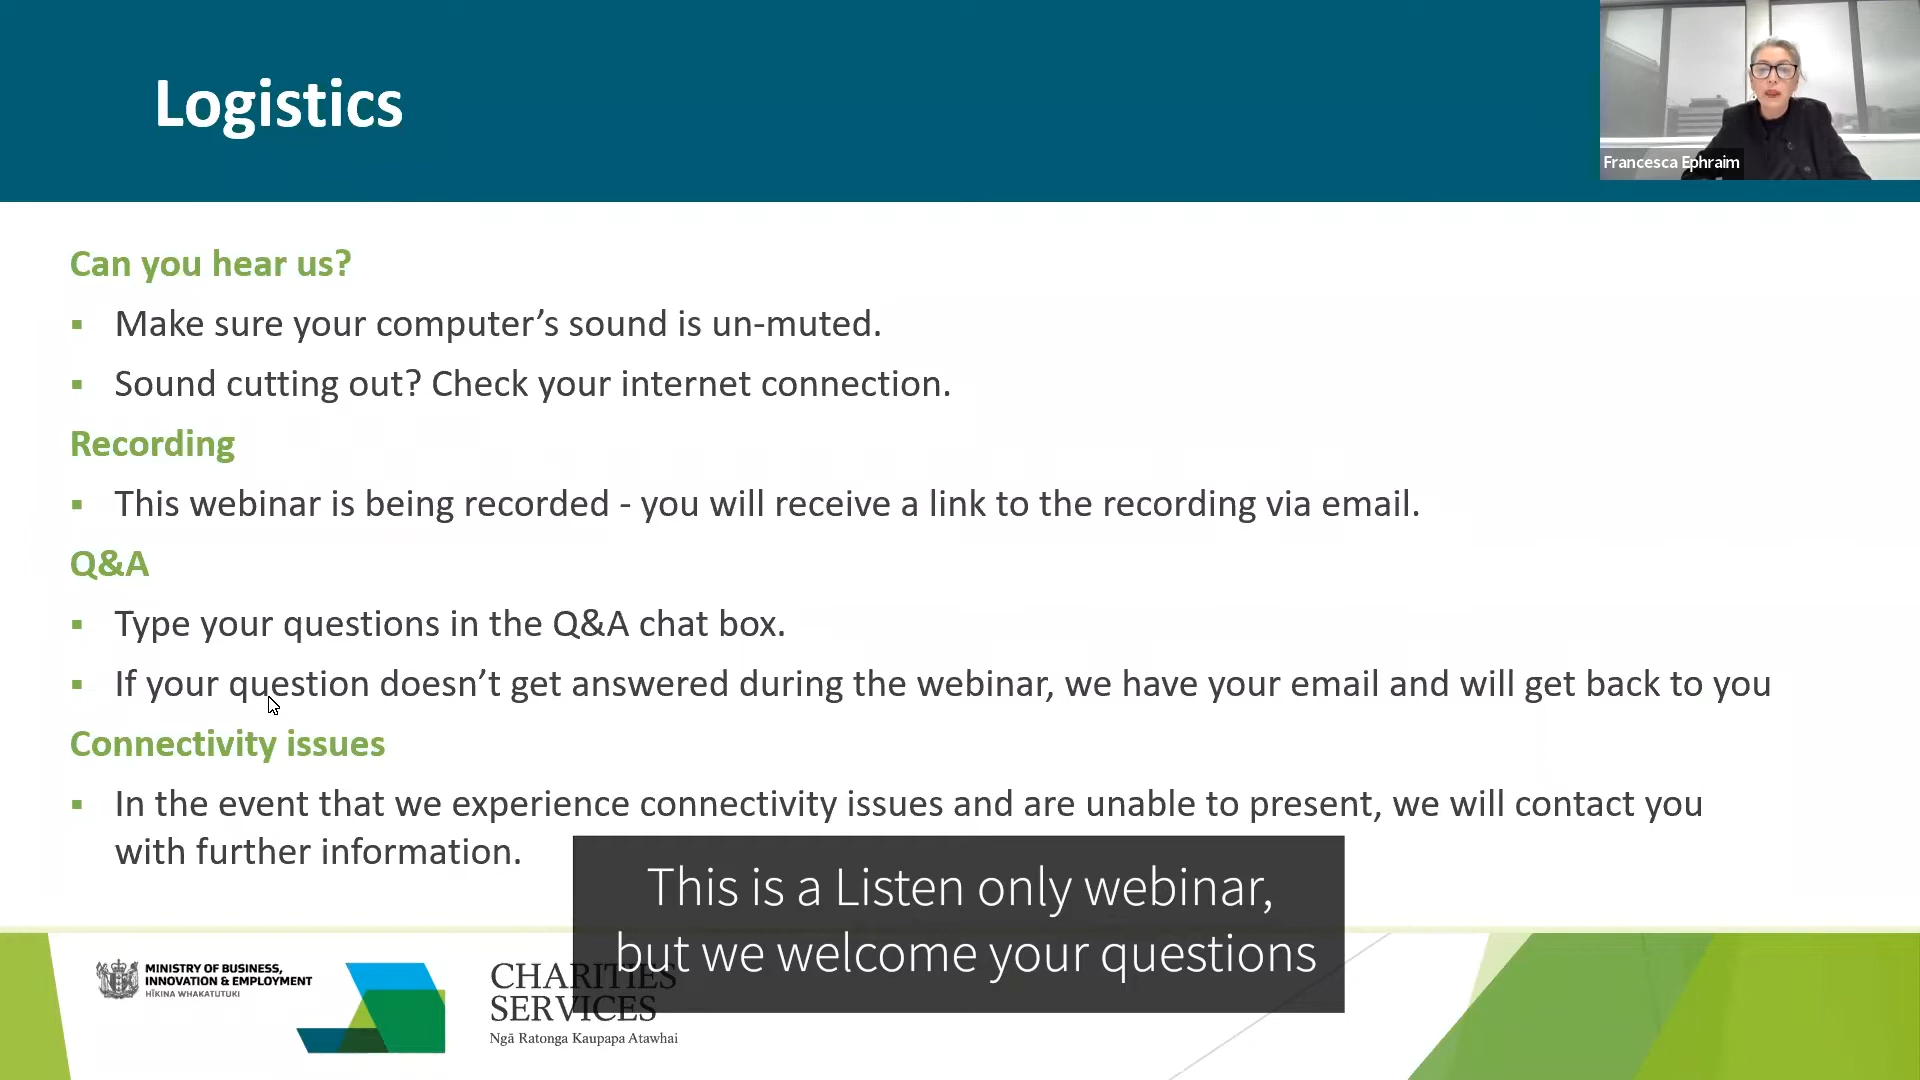 Logistics
Francesca Ephraim
Can you hear us?
▪ Make sure your computer’s sound is un-muted.
▪ Sound cutting out? Check your internet connection.
Recording
▪ This webinar is being recorded - you will receive a link to the recording via email.
Q&A
▪ Type your questions in the Q&A chat box.
▪ If your question doesn’t get answered during the webinar, we have your email and will get back to you
Connectivity issues
▪ In the event that we experience connectivity issues and are unable to present, we will contact you
with further information.
This is a Listen only webinar,
but we welcome your questions
MINISTRY OF BUSINESS,
INNOVATION & EMPLOYMENT
HĪKINA WHAKATUTUKI
CHARITIES
SERVICES
Ngā Ratonga Kaupapa Atawhai